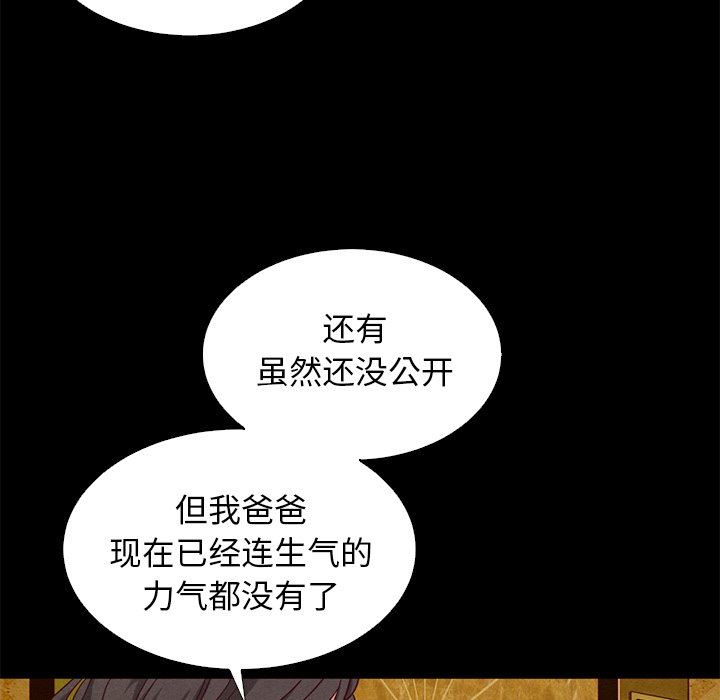 还有
虽然还没公开
但我爸爸
现在已经连生气的
力气都没有了